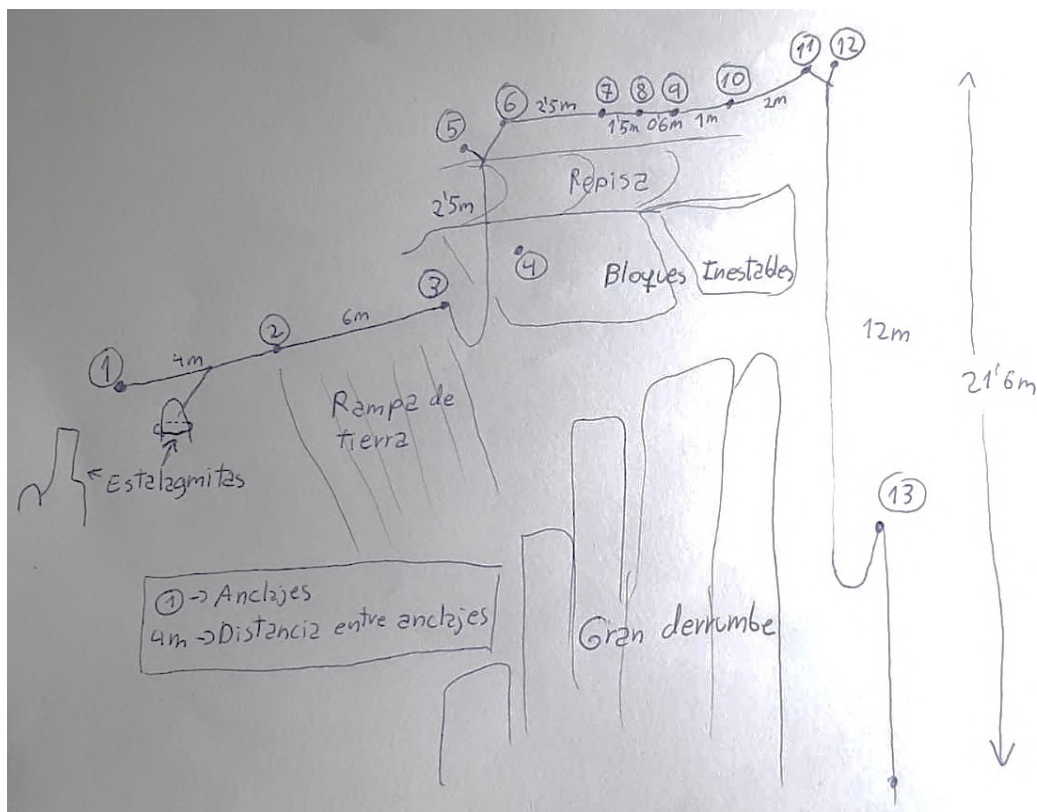 11 12
10
6 2'5m 7 8 9
1'5m 0'6m 1m 2m
5
Repisa
2'5m
4
Bloques Inestables
3
6m
2
4m
1
12m
21'6m
Rampa de
tierra
Estalagmitas
13
1 → Anclajes
4m → Distancia entre anclajes
Gran derrumbe